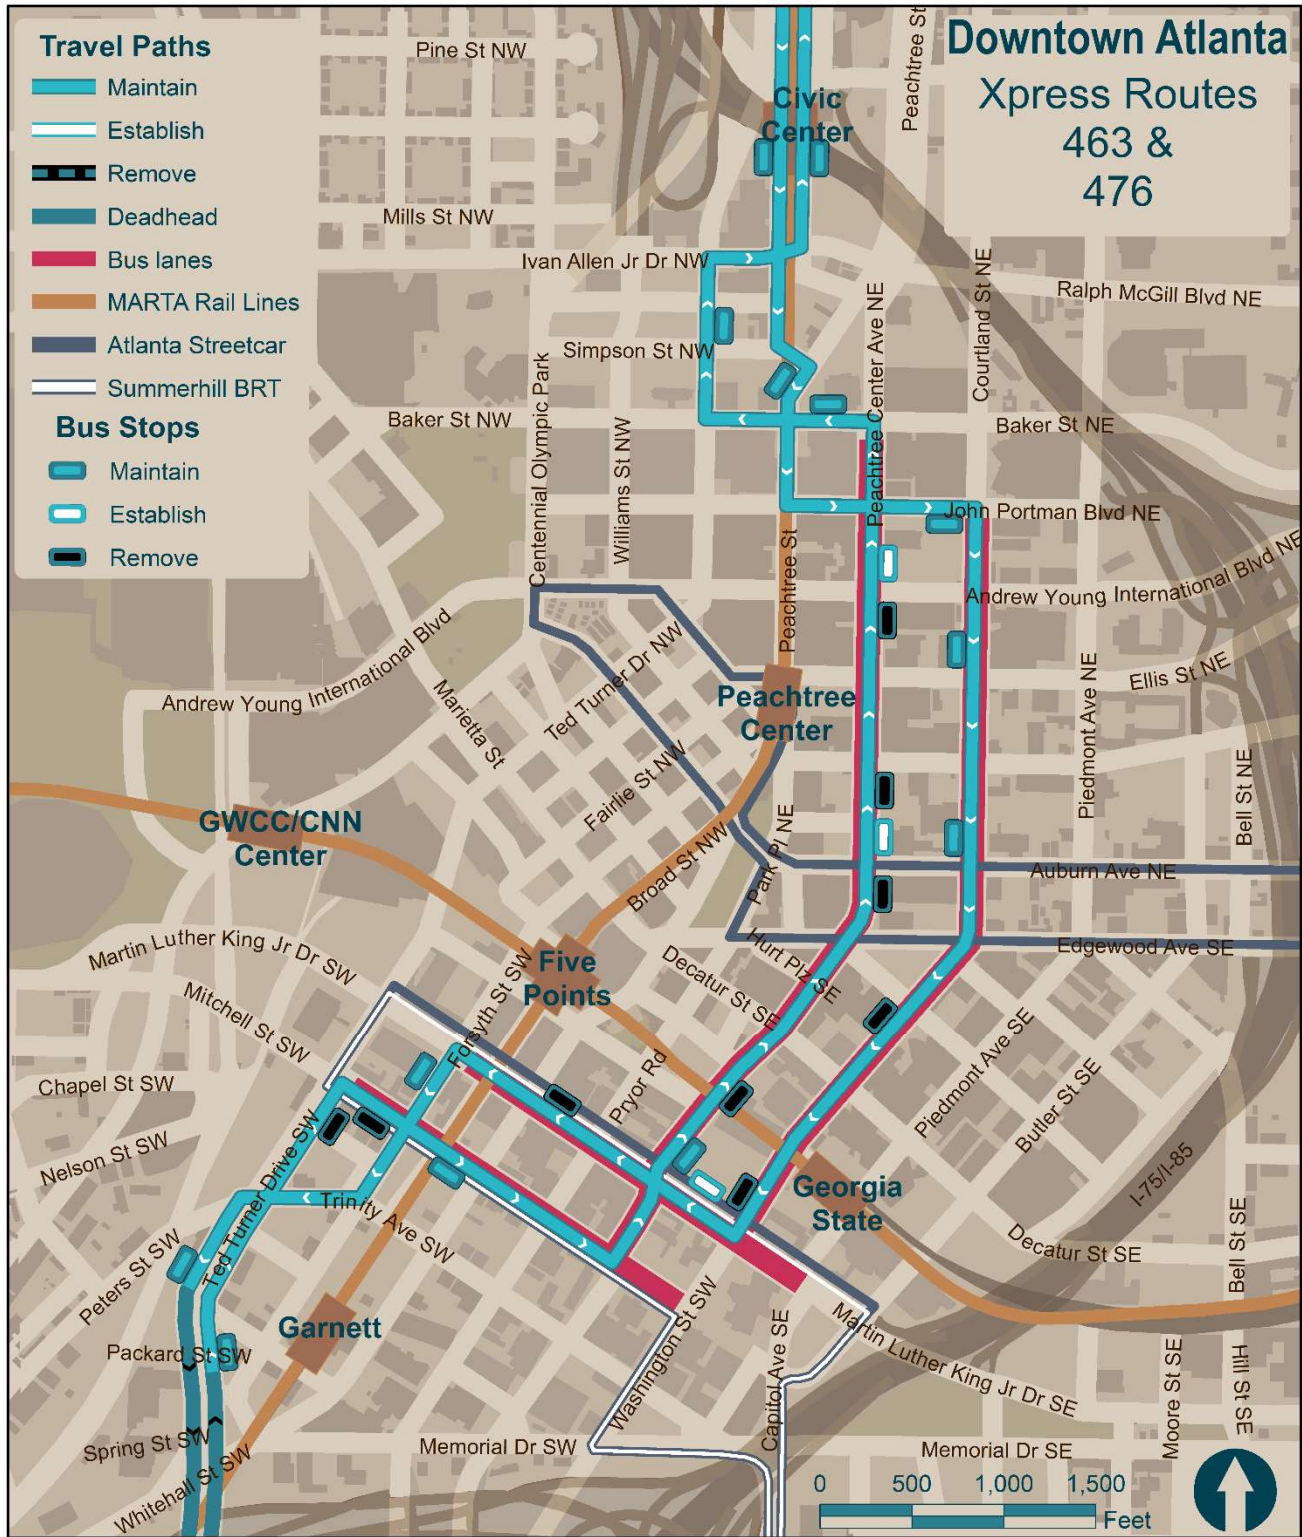 Downtown Atlanta
Xpress Routes
463 &
476
Travel Paths
Maintain
Establish
Remove
Deadhead
Bus lanes
MARTA Rail Lines
Atlanta Streetcar
Summerhill BRT
Bus Stops
Maintain
Establish
Remove
Pine St NW
Peachtree St
Civic
Center
Mills St NW
Ivan Allen Jr Dr NW
Courtland St NE
Ralph McGill Blvd NE
Peachtree Center Ave NE
Simpson St NW
Centennial Olympic Park
Baker St NW
Williams St NW
Baker St NE
John Portman Blvd NE
Peachtree St
Andrew Young International Blvd NE
Andrew Young International Blvd
Marietta St
Ted Turner Dr NW
Peachtree
Center
Ellis St NE
Piedmont Ave NE
Bell St NE
Fairlie St NW
GWCC/CNN
Center
Broad St NW
Park Pl NE
Auburn Ave NE
Edgewood Ave SE
Martin Luther King Jr Dr SW
Hurt Plz SE
Decatur St SE
Five
Points
Mitchell St SW
Forsyth St SW
Pryor Rd
Piedmont Ave SE
Butler St SE
Chapel St SW
Nelson St SW
I-75/I-85
Georgia
State
Ted Turner Drive SW
Trinity Ave SW
Decatur St SE
Bell St SE
Peters St SW
Garnett
Packard St SW
Washington St SW
Capitol Ave SE
Martin Luther King Jr Dr SE
Moore St SE
Hill St SE
Spring St SW
Whitehall St SW
Memorial Dr SW
Memorial Dr SE
0 500 1,000 1,500
Feet